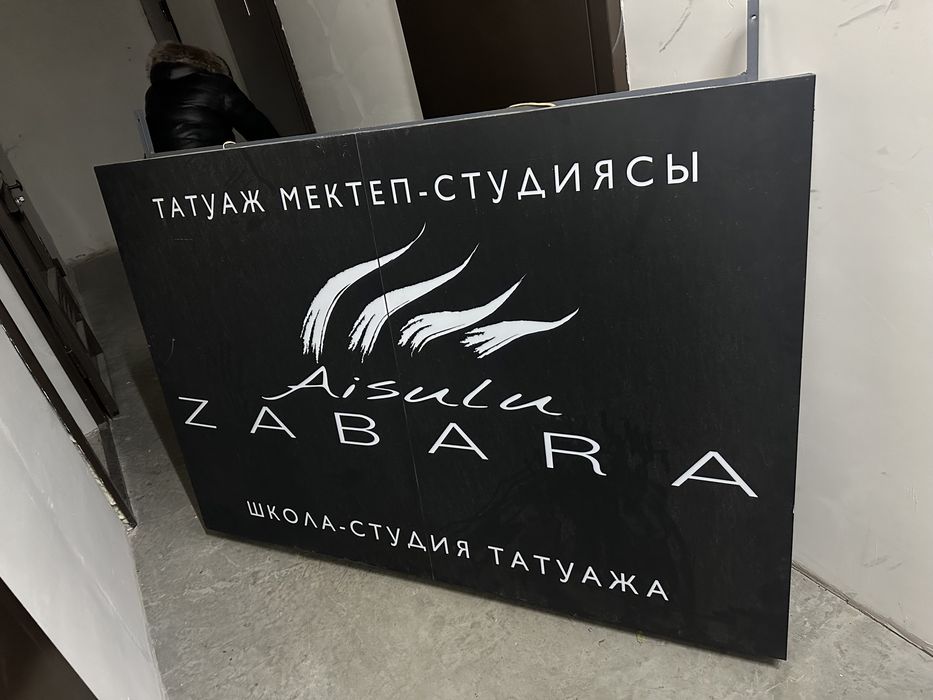 ТАТУАЖ МЕКТЕП-СТУДИЯСЫ
Aisulu
ZABARA
ШКОЛА-СТУДИЯ ТАТУАЖА